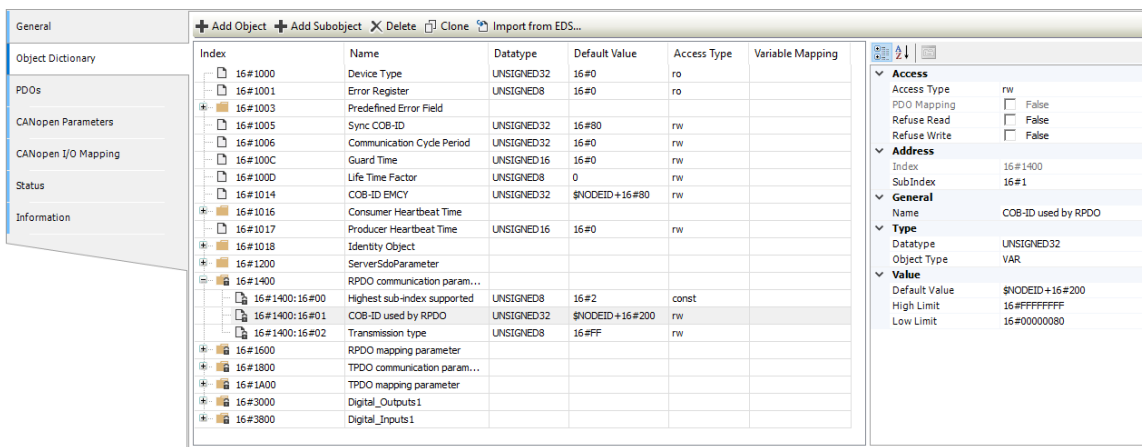 General
Object Dictionary
PDOs
CANopen Parameters
CANopen I/O Mapping
Status
Information
Add Object Add Subobject Delete Clone Import from EDS...
Index Name Datatype Default Value Access Type Variable Mapping
16#1000 Device Type UNSIGNED32 16#0 ro
16#1001 Error Register UNSIGNED8 16#0 ro
16#1003 Predefined Error Field
16#1005 Sync COB-ID UNSIGNED32 16#80 rw
16#1006 Communication Cycle Period UNSIGNED32 16#0 rw
16#100C Guard Time UNSIGNED16 16#0 rw
16#100D Life Time Factor UNSIGNED8 0 rw
16#1014 COB-ID EMCY UNSIGNED32 $NODEID+16#80 rw
16#1016 Consumer Heartbeat Time
16#1017 Producer Heartbeat Time UNSIGNED16 16#0 rw
16#1018 Identity Object
16#1200 ServerSdoParameter
16#1400 RPDO communication param...
16#1400:16#00 Highest sub-index supported UNSIGNED8 16#2 const
16#1400:16#01 COB-ID used by RPDO UNSIGNED32 $NODEID+16#200 rw
16#1400:16#02 Transmission type UNSIGNED8 16#FF rw
16#1600 RPDO mapping parameter
16#1800 TPDO communication param...
16#1A00 TPDO mapping parameter
16#3000 Digital_Outputs1
16#3800 Digital_Inputs1
Access
Access Type rw
PDO Mapping False
Refuse Read False
Refuse Write False
Address
Index 16#1400
SubIndex 16#1
General
Name COB-ID used by RPDO
Type
Datatype UNSIGNED32
Object Type VAR
Value
Default Value $NODEID+16#200
High Limit 16#FFFFFFFF
Low Limit 16#00000080